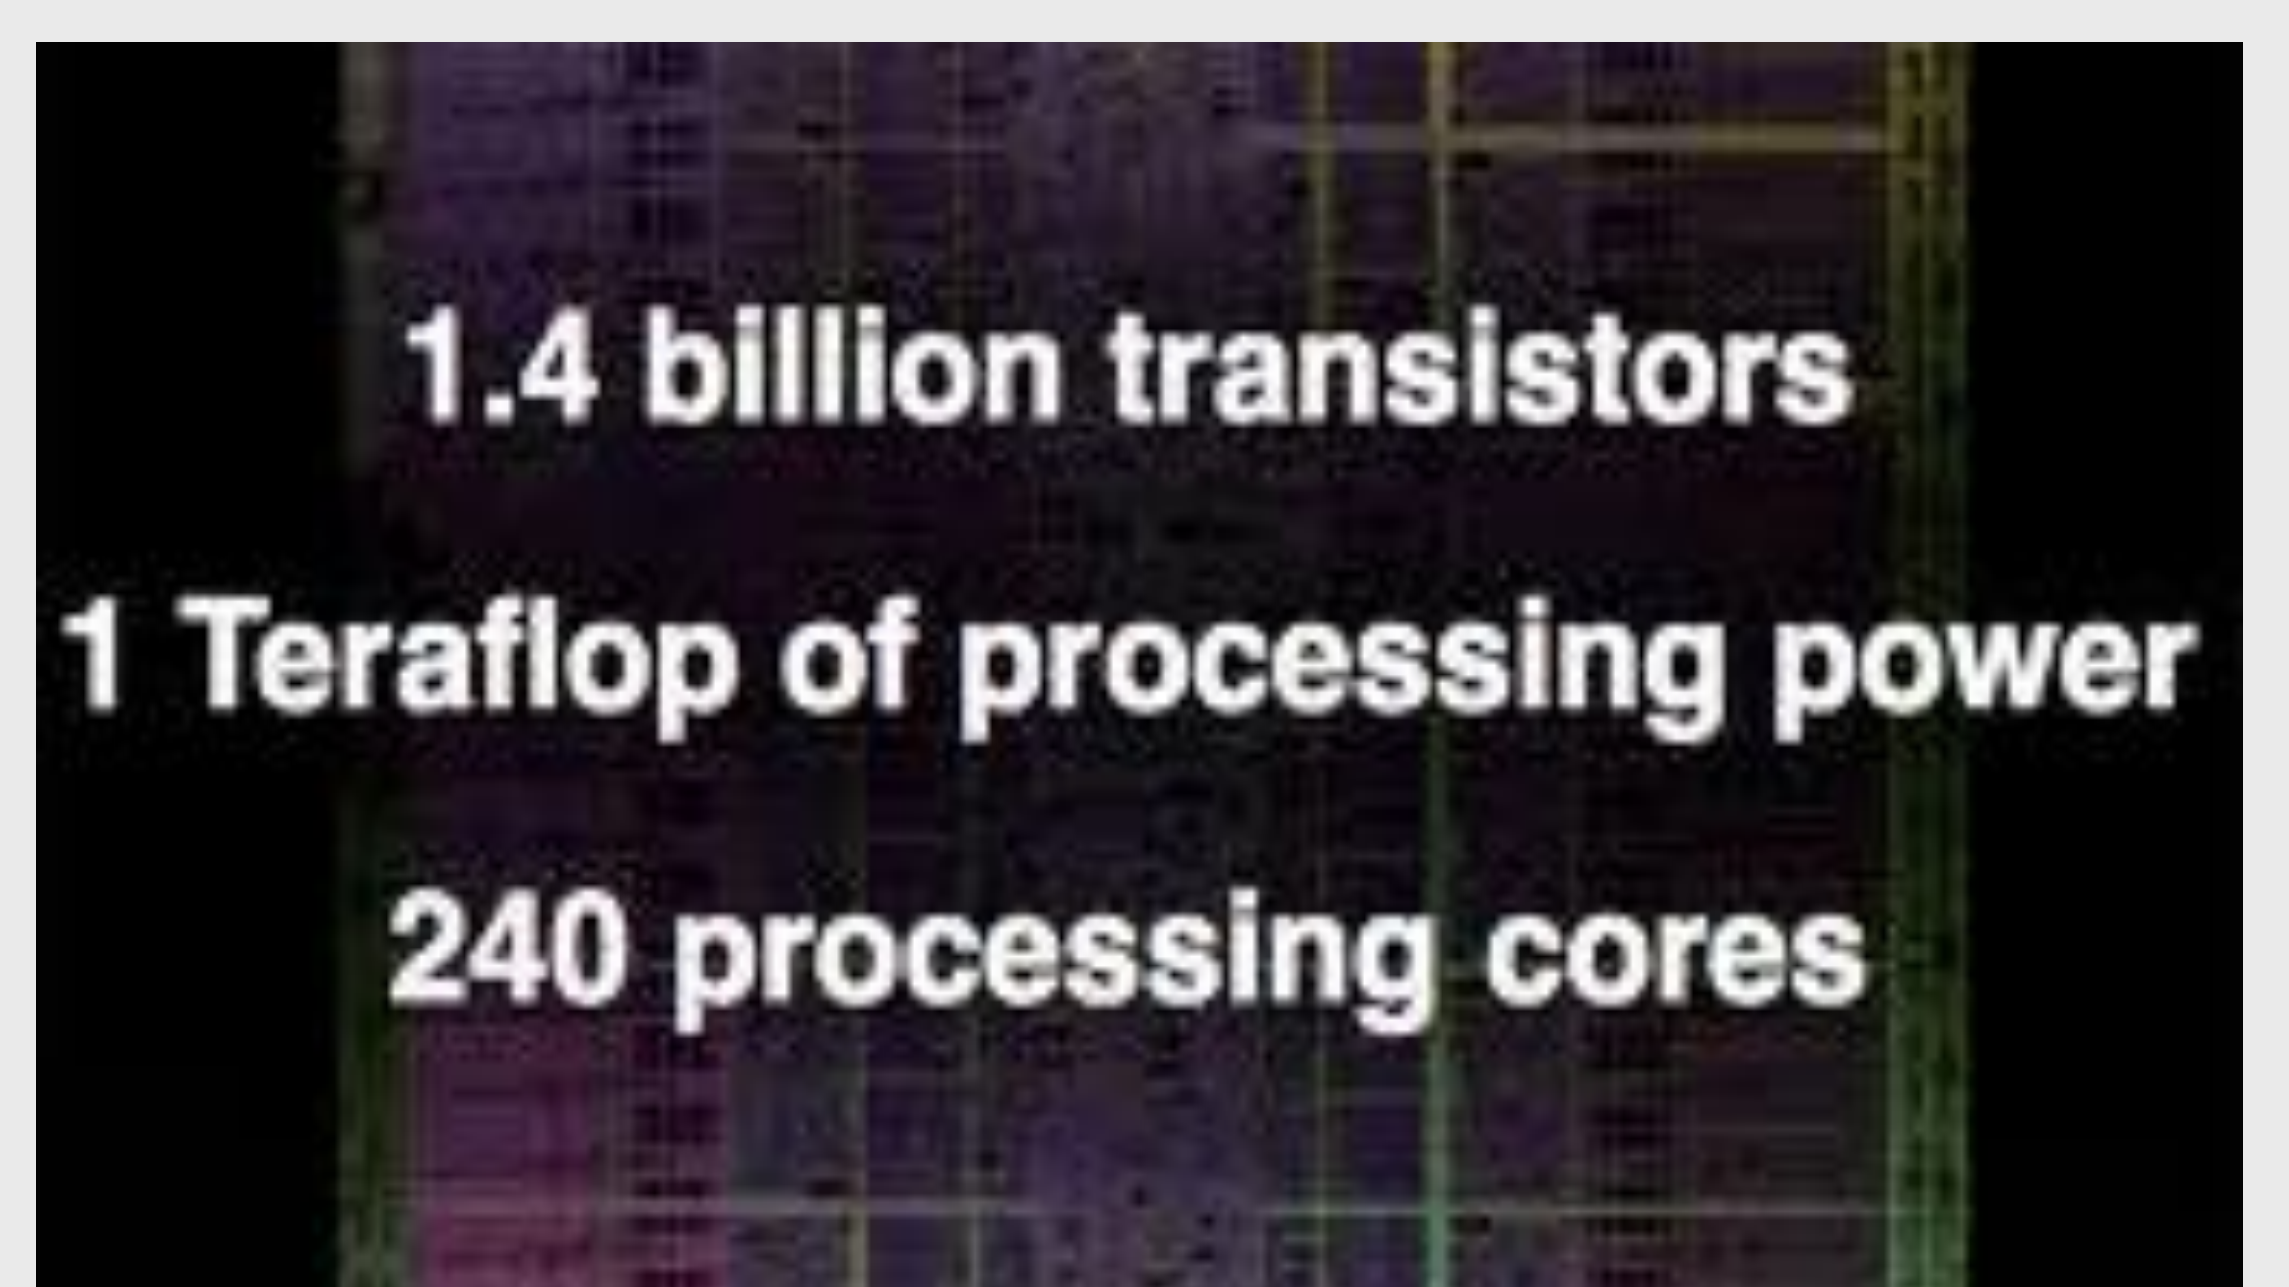 1.4 billion transistors
1 Teraflop of processing power
240 processing cores